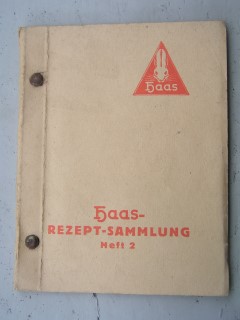 Haas
Haas-
REZEPT-SAMMLUNG
Heft 2